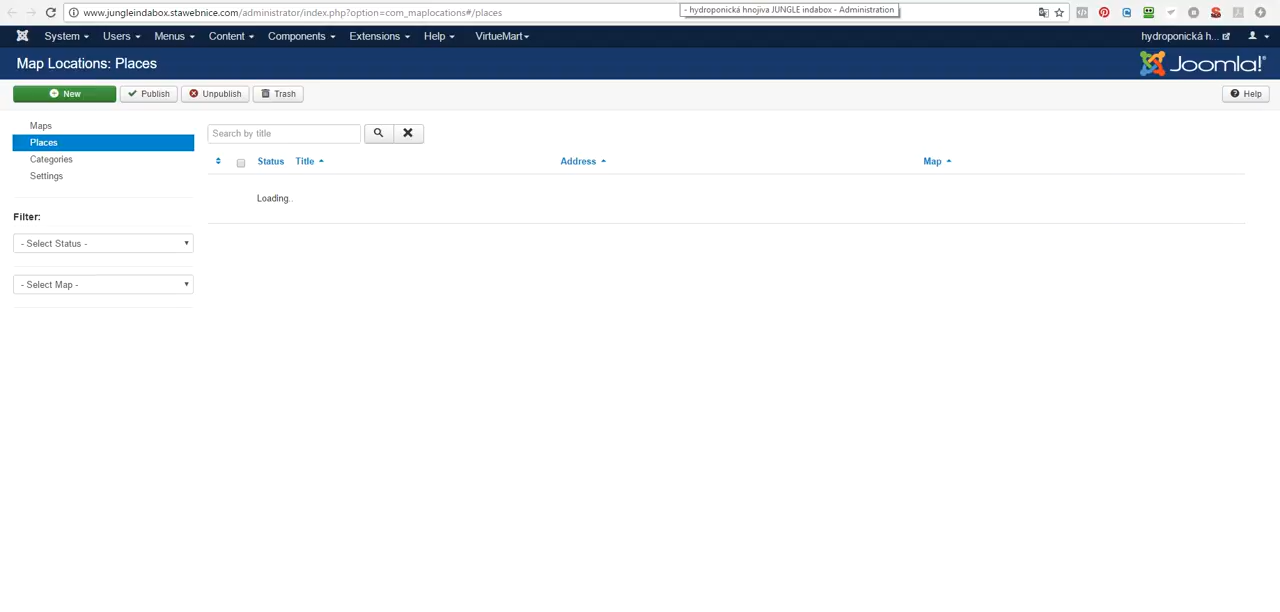 www.jungleindabox.stawebnice.com/administrator/index.php?option=com_maplocations#/places
- hydroponická hnojiva JUNGLE indabox - Administration
System Users Menus Content Components Extensions Help VirtueMart hydroponická h...
Map Locations: Places Joomla!®
New Publish Unpublish Trash Help
Maps
Places
Categories
Settings
Filter:
- Select Status -
- Select Map -
Search by title
Status Title Address Map
Loading..